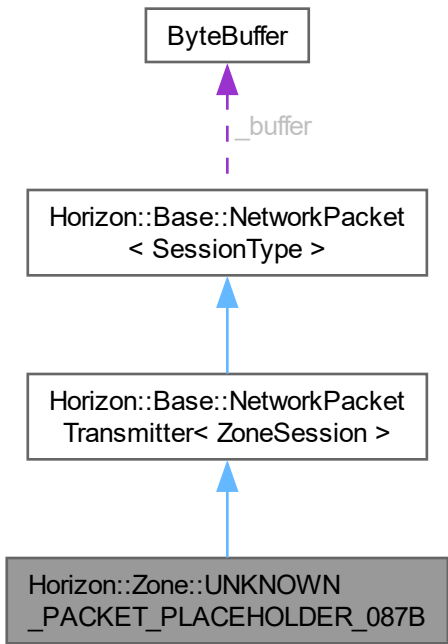 ByteBuffer
_buffer
Horizon::Base::NetworkPacket
< SessionType >
Horizon::Base::NetworkPacket
Transmitter< ZoneSession >
Horizon::Zone::UNKNOWN
_PACKET_PLACEHOLDER_087B